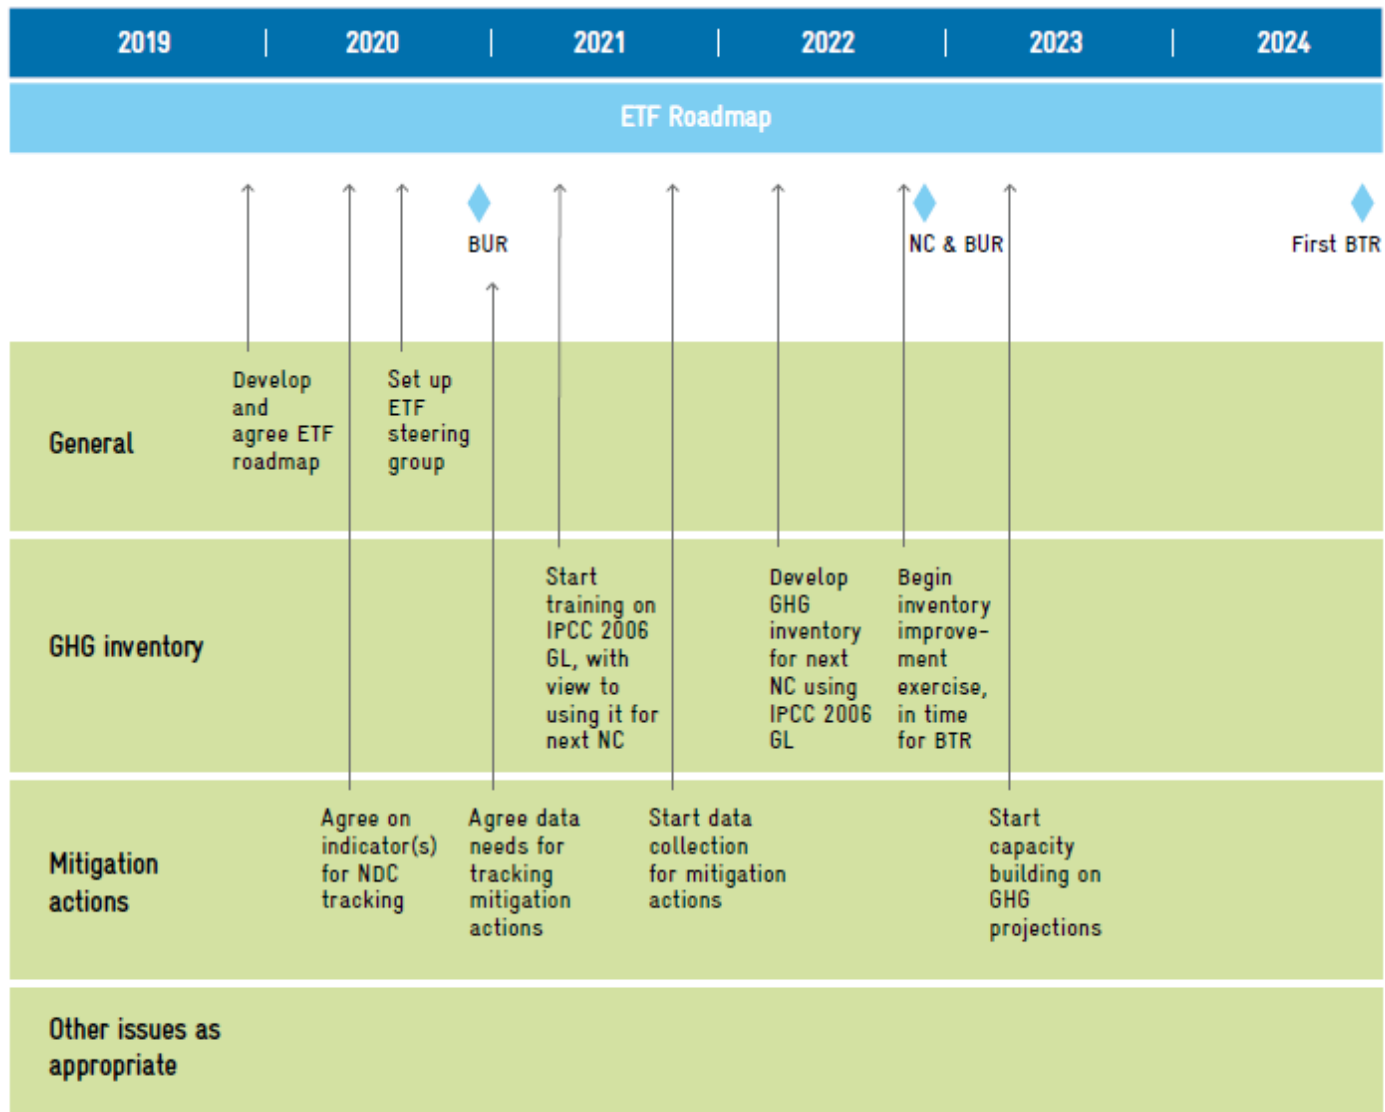 2019 | 2020 | 2021 | 2022 | 2023 | 2024
ETF Roadmap
BUR
NC & BUR
First BTR
General
Develop
and
agree ETF
roadmap
Set up
ETF
steering
group
GHG inventory
Start
training on
IPCC 2006
GL, with
view to
using it for
next NC
Develop
GHG
inventory
for next
NC using
IPCC 2006
GL
Begin
inventory
improve-
ment
exercise,
in time
for BTR
Mitigation
actions
Agree on
indicator(s)
for NDC
tracking
Agree data
needs for
tracking
mitigation
actions
Start data
collection
for mitigation
actions
Start
capacity
building on
GHG
projections
Other issues as
appropriate